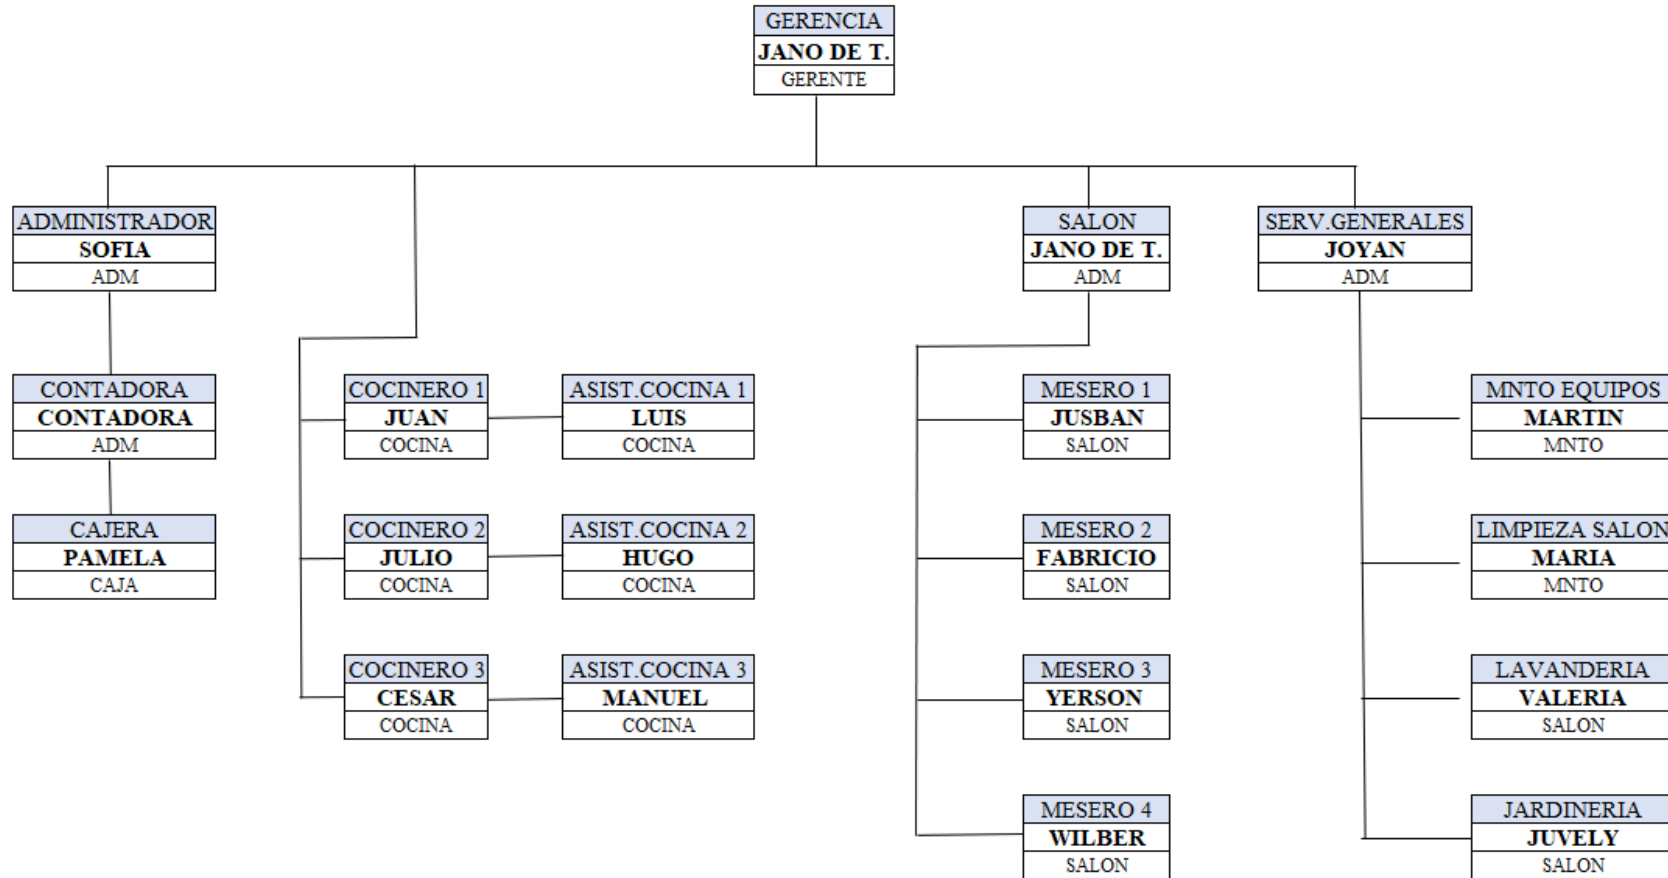 GERENCIA
JANO DE T.
GERENTE
ADMINISTRADOR
SOFIA
ADM
SALON
JANO DE T.
ADM
SERV.GENERALES
JOYAN
ADM
CONTADORA
CONTADORA
ADM
COCINERO 1
JUAN
COCINA
ASIST.COCINA 1
LUIS
COCINA
MESERO 1
JUSBAN
SALON
MNTO EQUIPOS
MARTIN
MNTO
CAJERA
PAMELA
CAJA
COCINERO 2
JULIO
COCINA
ASIST.COCINA 2
HUGO
COCINA
MESERO 2
FABRICIO
SALON
LIMPIEZA SALON
MARIA
MNTO
COCINERO 3
CESAR
COCINA
ASIST.COCINA 3
MANUEL
COCINA
MESERO 3
YERSON
SALON
LAVANDERIA
VALERIA
SALON
MESERO 4
WILBER
SALON
JARDINERIA
JUVELY
SALON